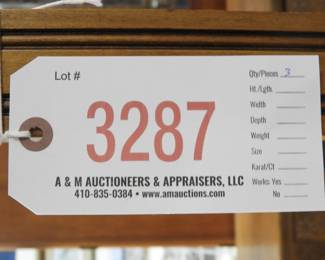 Lot #
3287
A & M AUCTIONEERS & APPRAISERS, LLC
410-835-0384 • www.amauctions.com
Qty/Pieces 3
Ht./Lgth.
Width
Depth
Weight
Size
Karat/Ct
Works: Yes
No